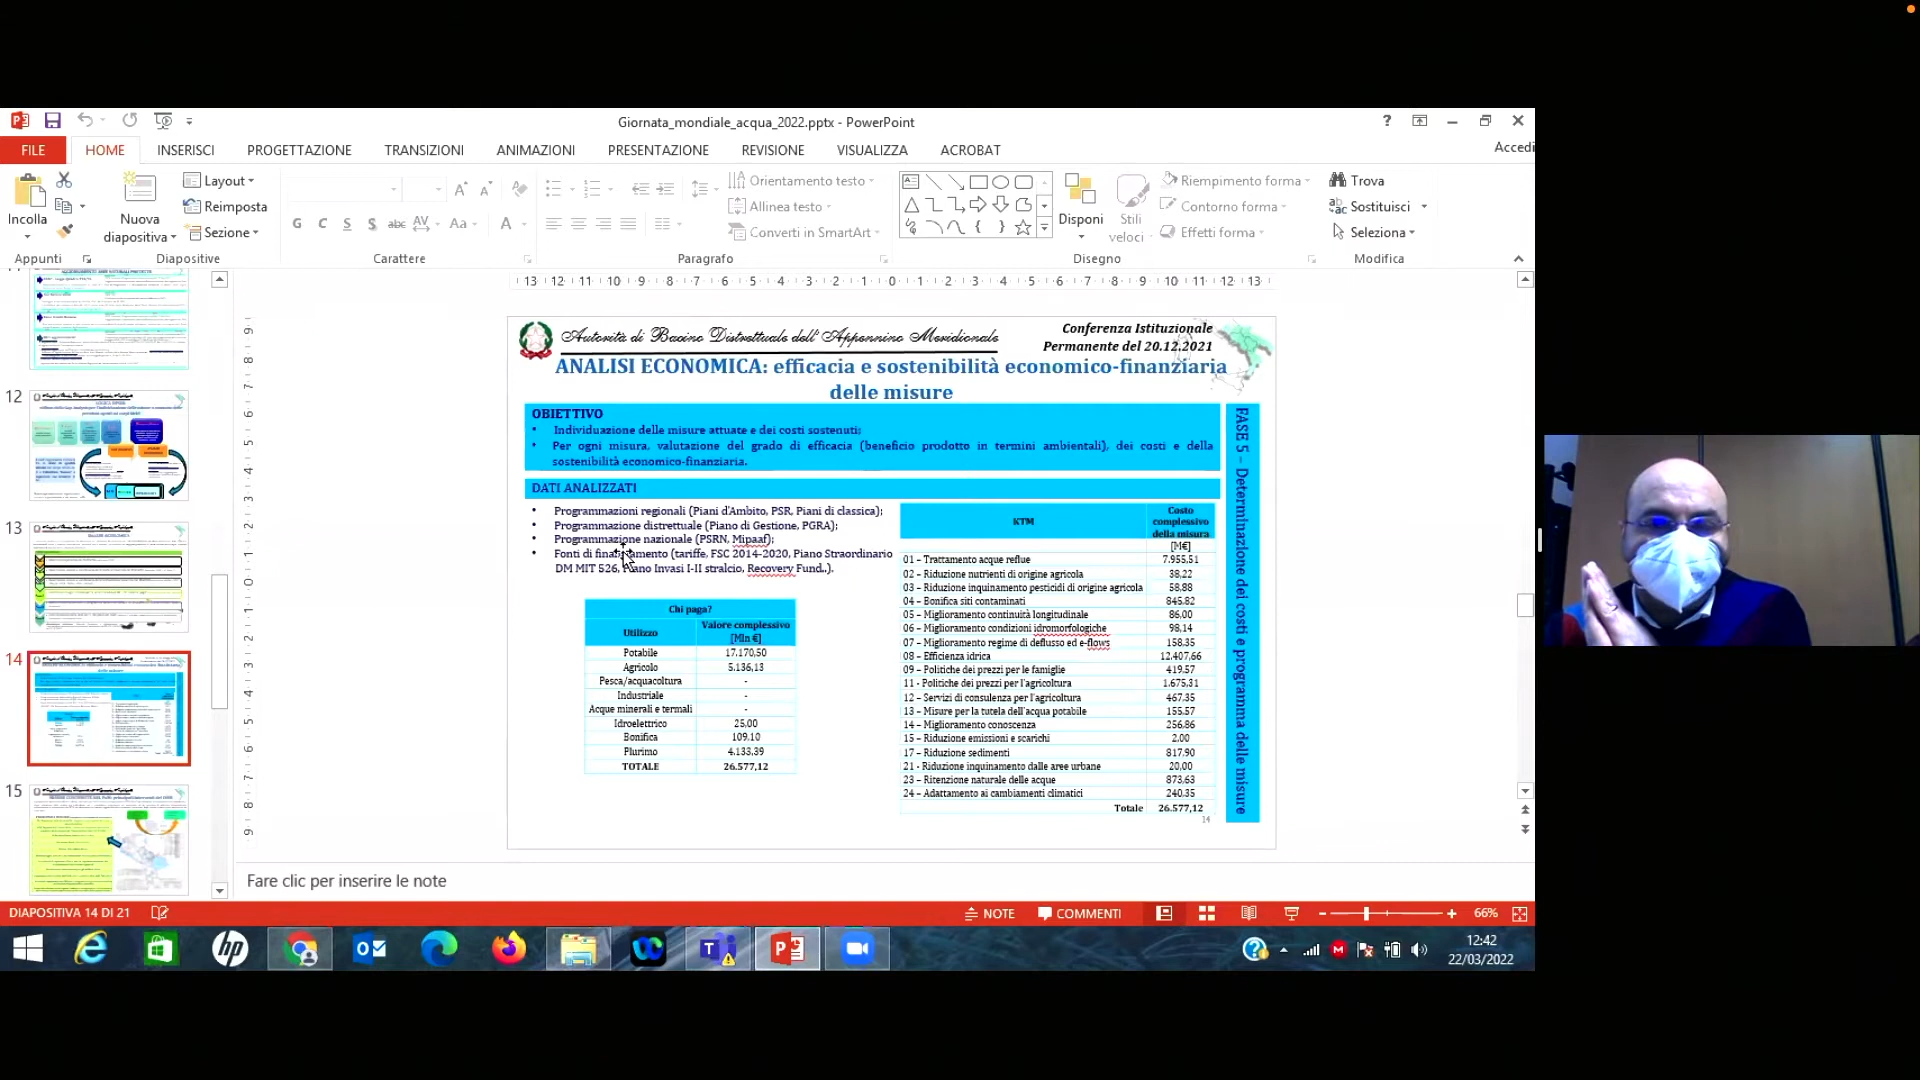 Giornata_mondiale_acqua_2022.pptx - PowerPoint
FILE HOME INSERISCI PROGETTAZIONE TRANSIZIONI ANIMAZIONI PRESENTAZIONE REVISIONE VISUALIZZA ACROBAT Accedi
Incolla
Nuova diapositiva
Layout
Reimposta
Sezione
Orientamento testo
Allinea testo
Converti in SmartArt
Disponi
Stili veloci
Riempimento forma
Contorno forma
Effetti forma
Trova
Sostituisci
Seleziona
Appunti Diapositive Carattere Paragrafo Disegno Modifica
12
13
14
15
Autorità di Bacino Distrettuale dell'Appennino Meridionale
Conferenza Istituzionale
Permanente del 20.12.2021
ANALISI ECONOMICA: efficacia e sostenibilità economico-finanziaria
delle misure
OBIETTIVO
• Individuazione delle misure attuate e dei costi sostenuti;
• Per ogni misura, valutazione del grado di efficacia (beneficio prodotto in termini ambientali), dei costi e della
sostenibilità economico-finanziaria.
DATI ANALIZZATI
• Programmazioni regionali (Piani d'Ambito, PSR, Piani di classica);
• Programmazione distrettuale (Piano di Gestione, PGRA);
• Programmazione nazionale (PSRN, Mipaaf);
• Fonti di finanziamento (tariffe, FSC 2014-2020, Piano Straordinario
DM MIT 526, Piano Invasi I-II stralcio, Recovery Fund..).
Chi paga?
Utilizzo Valore complessivo [Mln €]
Potabile 17.170,50
Agricolo 5.136,13
Pesca/acquacoltura -
Industriale -
Acque minerali e termali -
Idroelettrico 25,00
Bonifica 109.10
Plurimo 4.133,39
TOTALE 26.577,12
KTM Costo complessivo della misura
[M€]
01 – Trattamento acque reflue 7.955,51
02 – Riduzione nutrienti di origine agricola 38,22
03 – Riduzione inquinamento pesticidi di origine agricola 58,88
04 – Bonifica siti contaminati 845.82
05 – Miglioramento continuità longitudinale 86,00
06 – Miglioramento condizioni idromorfologiche 98,14
07 – Miglioramento regime di deflusso ed e-flows 158.35
08 – Efficienza idrica 12.407,66
09 – Politiche dei prezzi per le famiglie 419.57
11 - Politiche dei prezzi per l'agricoltura 1.675,31
12 – Servizi di consulenza per l'agricoltura 467.35
13 – Misure per la tutela dell'acqua potabile 155.57
14 – Miglioramento conoscenza 256.86
15 – Riduzione emissioni e scarichi 2,00
17 – Riduzione sedimenti 817.90
21 - Riduzione inquinamento dalle aree urbane 20,00
23 – Ritenzione naturale delle acque 873,63
24 – Adattamento ai cambiamenti climatici 240.35
Totale 26.577,12
14
FASE 5 – Determinazione dei costi e programma delle misure
Fare clic per inserire le note
DIAPOSITIVA 14 DI 21 NOTE COMMENTI 66%
12:42
22/03/2022